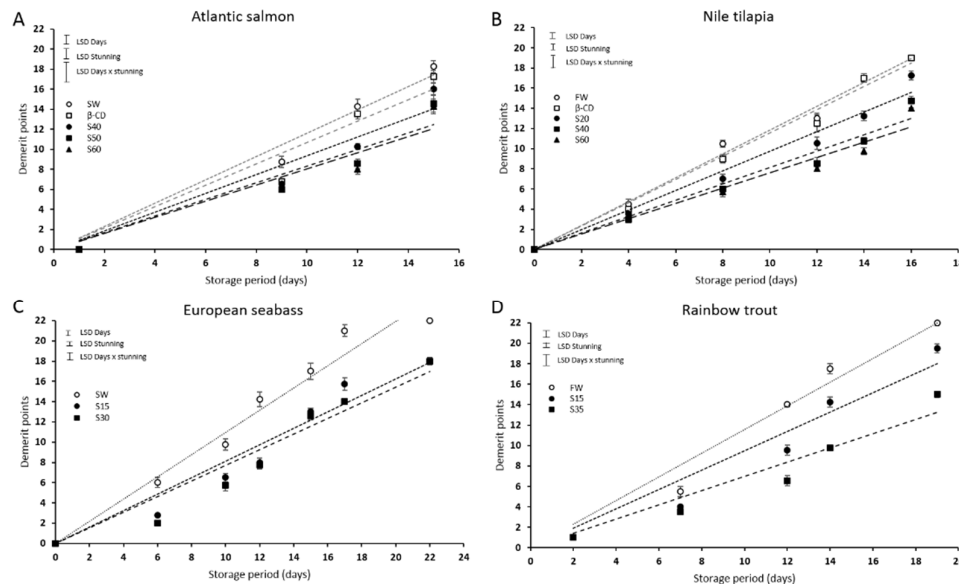 A
Atlantic salmon
Demerit points
22
20
18
16
14
12
10
8
6
4
2
0
LSD Days
LSD Stunning
LSD Days x stunning
SW
β-CD
S40
S50
S60
0 2 4 6 8 10 12 14 16
Storage period (days)
B
Nile tilapia
Demerit points
22
20
18
16
14
12
10
8
6
4
2
0
LSD Days
LSD Stunning
LSD Days x stunning
FW
β-CD
S20
S40
S60
0 2 4 6 8 10 12 14 16 18
Storage period (days)
C
European seabass
Demerit points
22
20
18
16
14
12
10
8
6
4
2
0
LSD Days
LSD Stunning
LSD Days x stunning
SW
S15
S30
0 2 4 6 8 10 12 14 16 18 20 22 24
Storage period (days)
D
Rainbow trout
Demerit points
22
20
18
16
14
12
10
8
6
4
2
0
LSD Days
LSD Stunning
LSD Days x stunning
FW
S15
S35
0 2 4 6 8 10 12 14 16 18 20
Storage period (days)